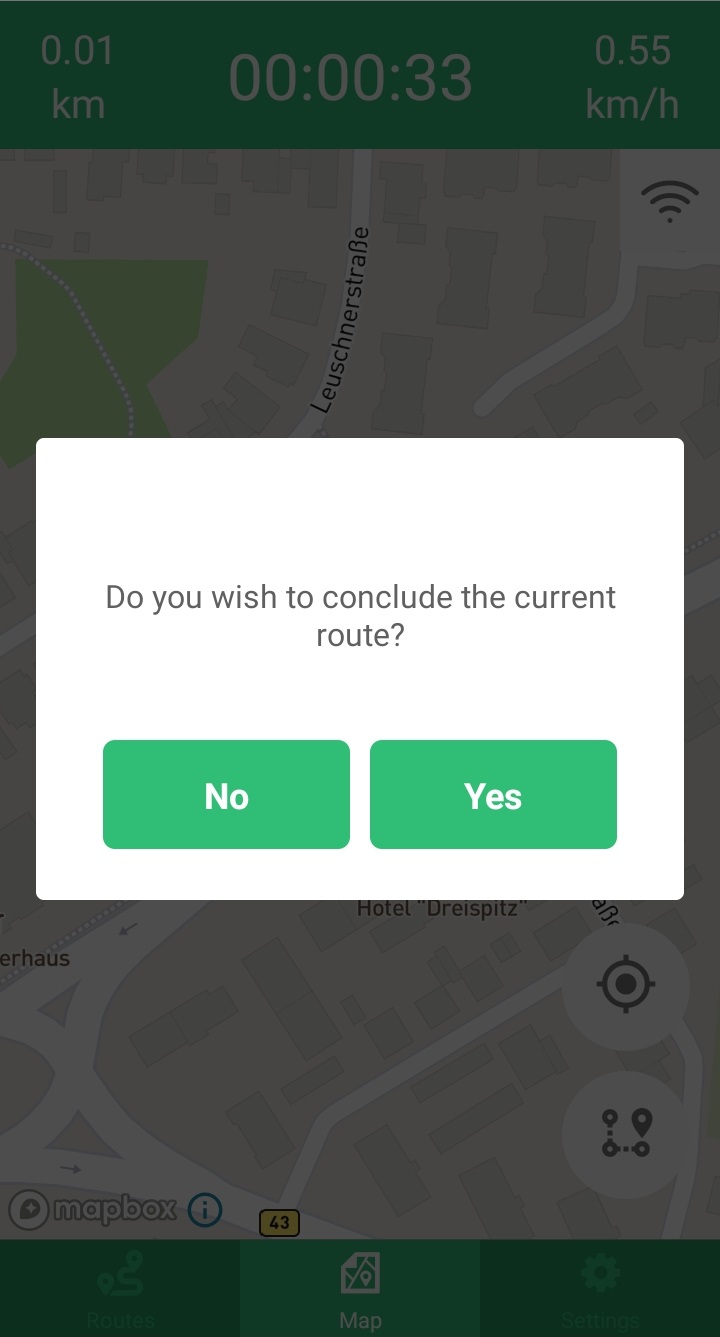 0.01
km
00:00:33
0.55
km/h
Leuschnerstraße
Do you wish to conclude the current
route?
No
Yes
Hotel "Dreispitz"
aße
erhaus
mapbox
43
Routes
Map
Settings